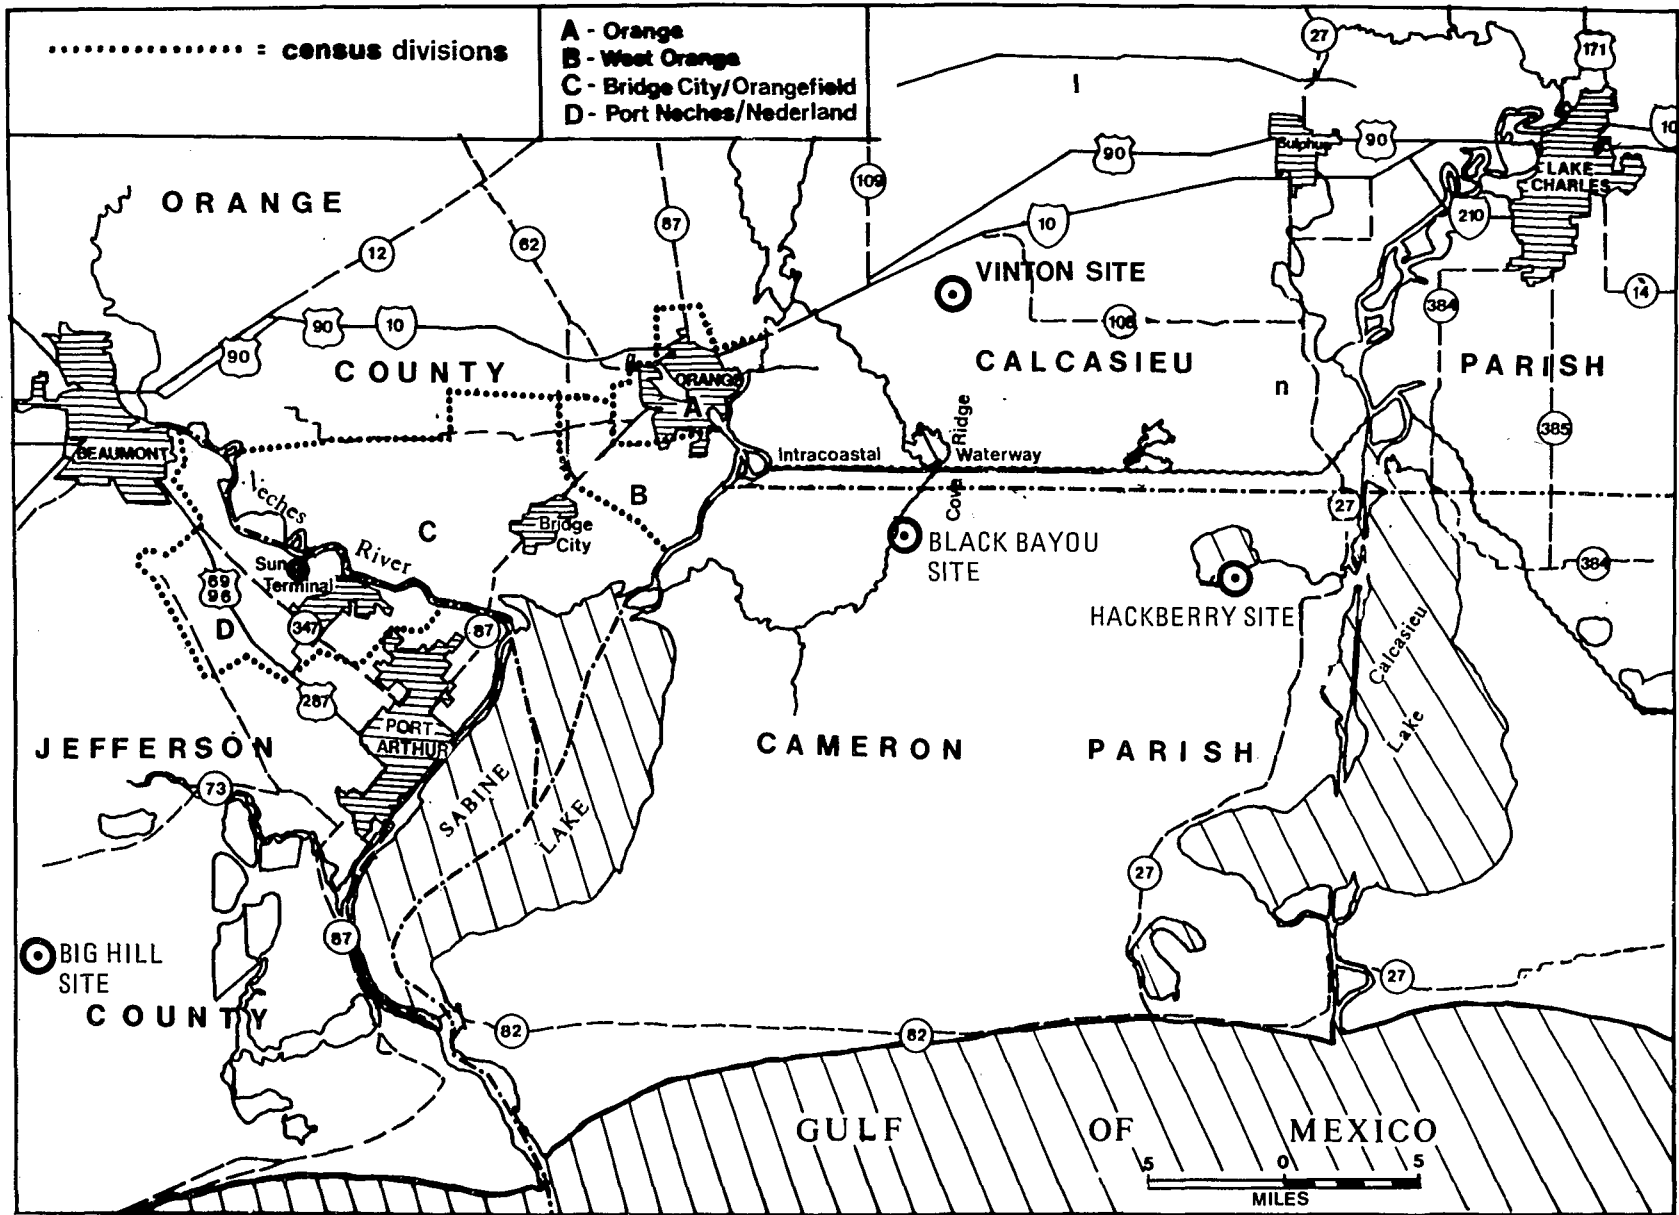 = census divisions
A - Orange
B - West Orange
C - Bridge City/Orangefield
D - Port Neches/Nederland
27
171
I
10
90
Sulphur
90
LAKE
CHARLES
109
ORANGE
87
210
62
10
12
VINTON SITE
14
384
90
10
108
90
COUNTY
CALCASIEU
PARISH
ORANGE
n
A
Ridge
385
BEAUMONT
Intracoastal
Waterway
Neches
B
Cova
27
Bridge
City
C
BLACK BAYOU
SITE
River
Sun
Terminal
384
69
96
HACKBERRY SITE
D
347
87
Calcasieu
Lake
287
PORT
ARTHUR
JEFFERSON
CAMERON
PARISH
73
SABINE
LAKE
27
87
BIG HILL
SITE
27
COUNTY
82
82
GULF OF MEXICO
5 0 5
MILES